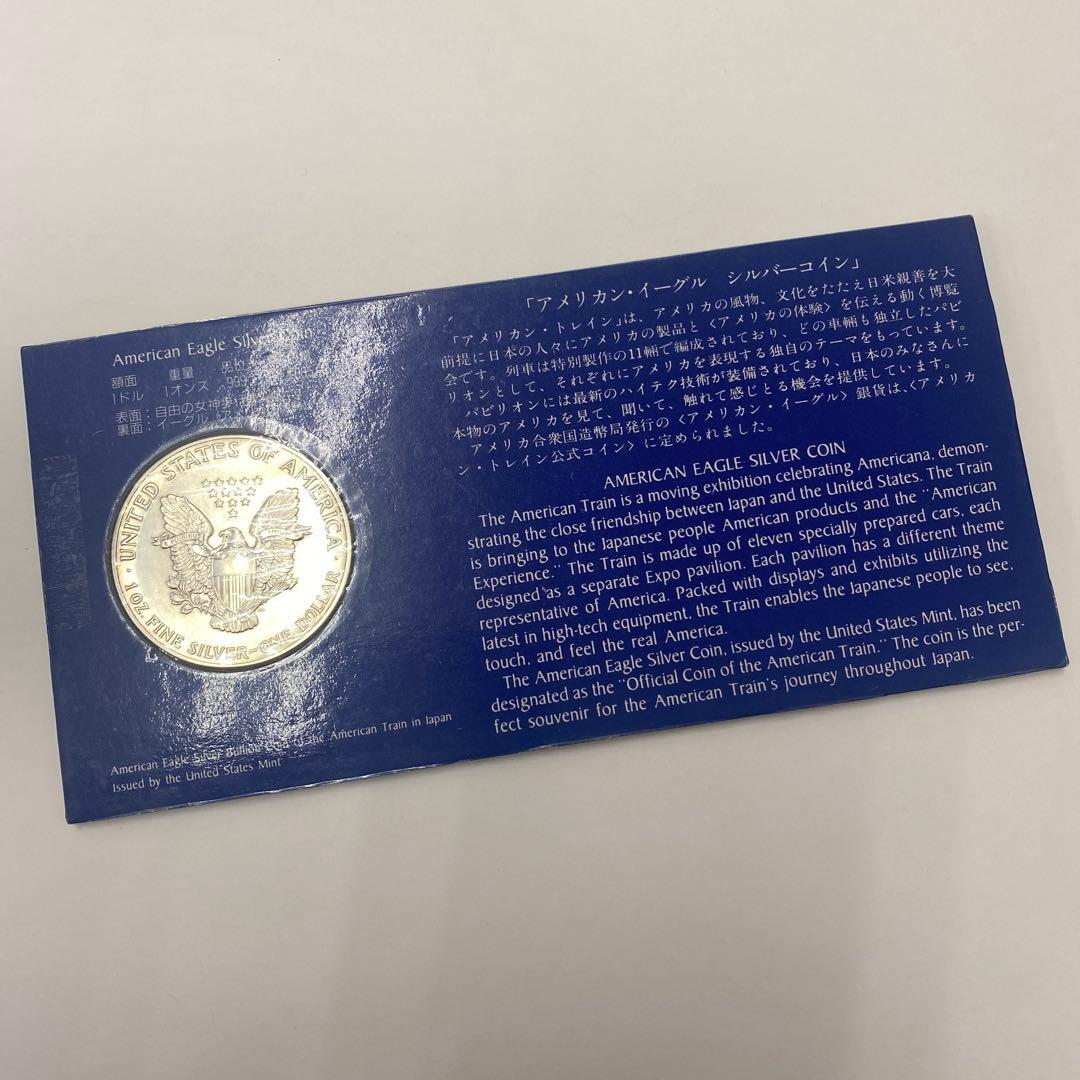 American Eagle Silver
額面 重量
1ドル 1オンズ 999
表面：自由の女神
裏面：イーグル
UNITED STATES OF AMERICA
1 OZ. FINE SILVER~ONE DOLLAR
American Eagle Silver Bullion of the American Train in Japan
Issued by the United States Mint
「アメリカン・イーグル シルバーコイン」
「アメリカン・トレイン」は、アメリカの風物、文化をたたえ日米親善を大
前提に日本の人々にアメリカの製品と〈アメリカの体験〉を伝える動く博覧
会です。列車は特別製作の11輛で編成されており、どの車輛も独立したパビ
リオンとして、それぞれにアメリカを表現する独自のテーマをもっています。
パビリオンには最新のハイテク技術が装備されており、日本のみなさんに
本物のアメリカを見て、聞いて、触れて感じとる機会を提供しています。
アメリカ合衆国造幣局発行の〈アメリカン・イーグル〉銀貨は、〈アメリカ
ン・トレイン公式コイン〉に定められました。
AMERICAN EAGLE SILVER COIN
The American Train is a moving exhibition celebrating Americana, demon-
strating the close friendship between Japan and the United States. The Train
is bringing to the Japanese people American products and the "American
Experience." The Train is made up of eleven specially prepared cars, each
designed as a separate Expo pavilion. Each pavilion has a different theme
representative of America. Packed with displays and exhibits utilizing the
latest in high-tech equipment, the Train enables the Japanese people to see,
touch, and feel the real America.
The American Eagle Silver Coin, issued by the United States Mint, has been
designated as the "Official Coin of the American Train." The coin is the per-
fect souvenir for the American Train's journey throughout Japan.